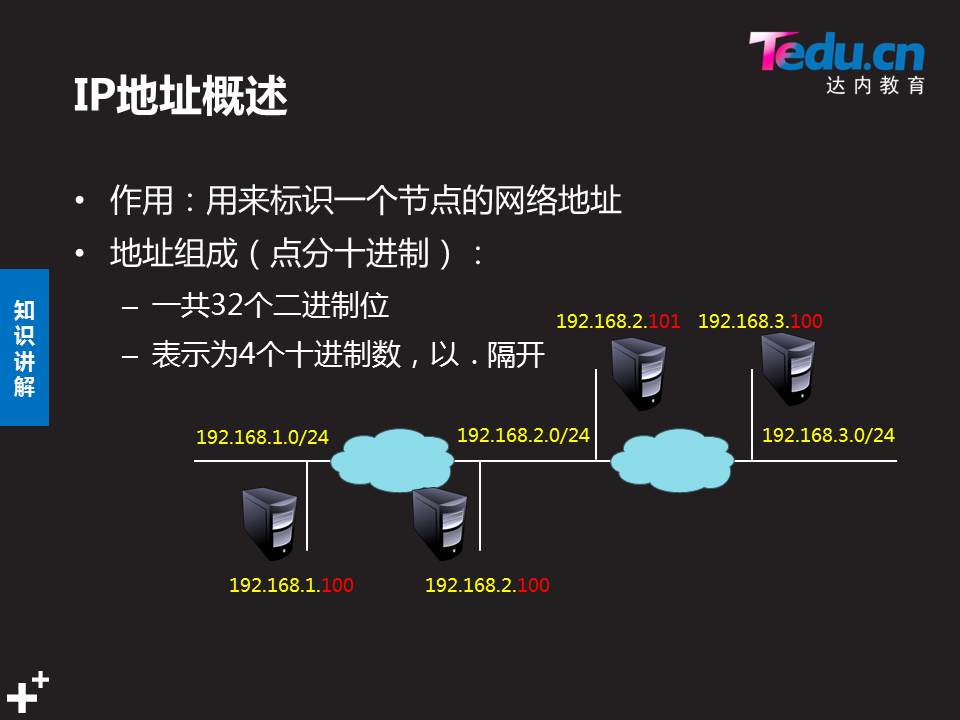 Tedu.cn
达内教育
IP地址概述
• 作用：用来标识一个节点的网络地址
• 地址组成（点分十进制）：
– 一共32个二进制位
– 表示为4个十进制数，以 . 隔开
知识讲解
192.168.2.101 192.168.3.100
192.168.1.0/24 192.168.2.0/24 192.168.3.0/24
192.168.1.100 192.168.2.100